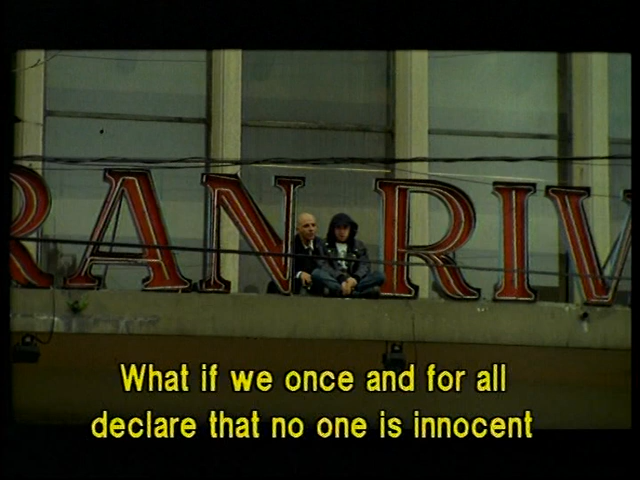 RAN RIV
What if we once and for all
declare that no one is innocent